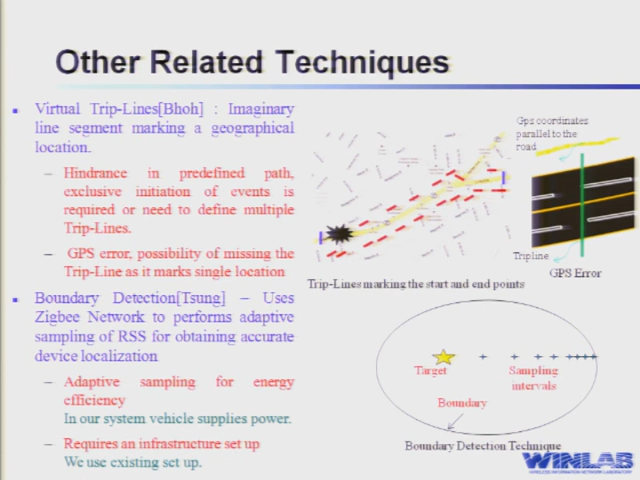 Other Related Techniques
Virtual Trip-Lines[Bhoh] : Imaginary
line segment marking a geographical
location.
– Hindrance in predefined path,
exclusive initiation of events is
required or need to define multiple
Trip-Lines.
– GPS error, possibility of missing the
Trip-Line as it marks single location
Boundary Detection[Tsung] – Uses
Zigbee Network to performs adaptive
sampling of RSS for obtaining accurate
device localization
– Adaptive sampling for energy
efficiency
In our system vehicle supplies power.
– Requires an infrastructure set up
We use existing set up.
Gps coordinates
parallel to the
road
Tripline
GPS Error
Trip-Lines marking the start and end points
Target
Sampling
intervals
Boundary
Boundary Detection Technique
WINLAB
WIRELESS INFORMATION NETWORK LABORATORY